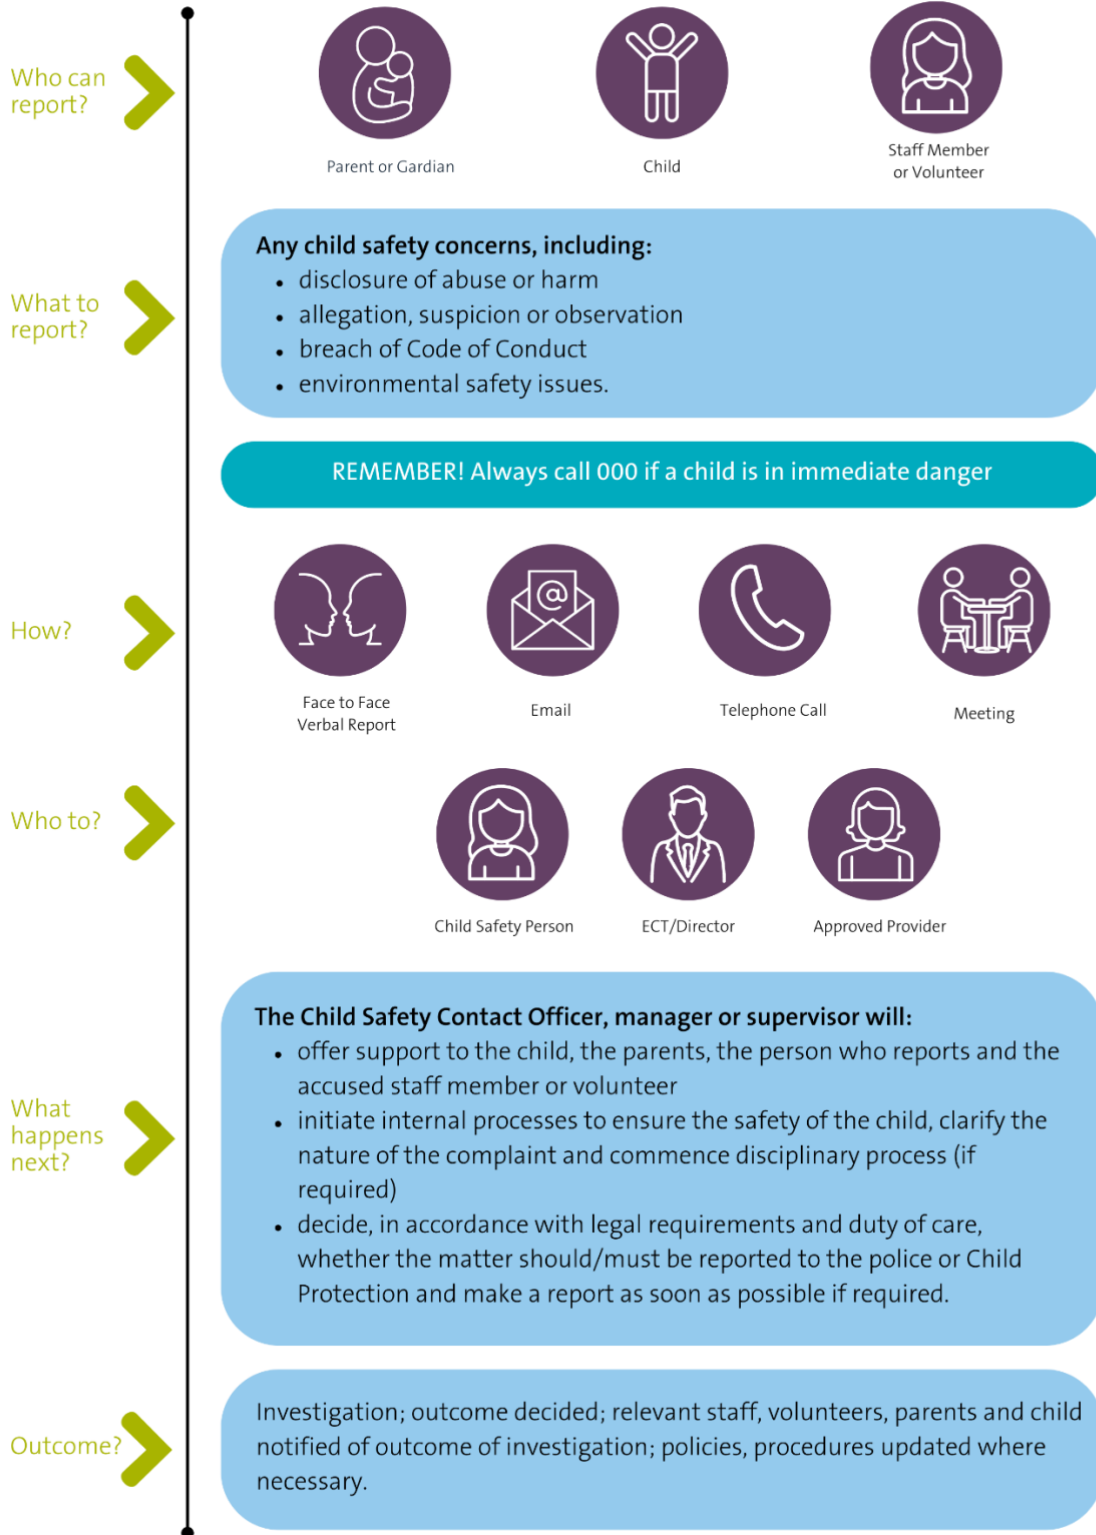 Who can
report?
Parent or Gardian
Child
Staff Member
or Volunteer
What to
report?
Any child safety concerns, including:
• disclosure of abuse or harm
• allegation, suspicion or observation
• breach of Code of Conduct
• environmental safety issues.
REMEMBER! Always call 000 if a child is in immediate danger
How?
@
Face to Face
Verbal Report
Email
Telephone Call
Meeting
Who to?
Child Safety Person
ECT/Director
Approved Provider
What
happens
next?
The Child Safety Contact Officer, manager or supervisor will:
• offer support to the child, the parents, the person who reports and the
accused staff member or volunteer
• initiate internal processes to ensure the safety of the child, clarify the
nature of the complaint and commence disciplinary process (if
required)
• decide, in accordance with legal requirements and duty of care,
whether the matter should/must be reported to the police or Child
Protection and make a report as soon as possible if required.
Outcome?
Investigation; outcome decided; relevant staff, volunteers, parents and child
notified of outcome of investigation; policies, procedures updated where
necessary.